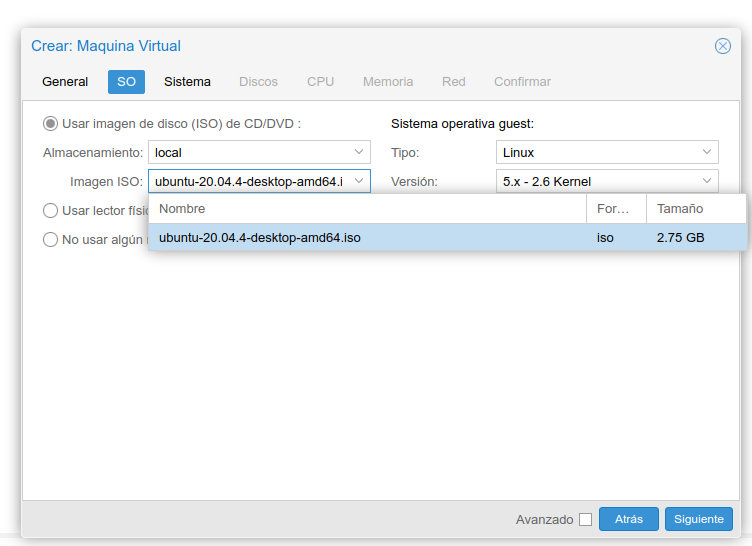 Crear: Maquina Virtual
General SO Sistema Discos CPU Memoria Red Confirmar
Usar imagen de disco (ISO) de CD/DVD : Sistema operativa guest:
Almacenamiento: local Tipo: Linux
Imagen ISO: ubuntu-20.04.4-desktop-amd64.i Versión: 5.x - 2.6 Kernel
Usar lector Nombre For... Tamaño
No usar algún ubuntu-20.04.4-desktop-amd64.iso iso 2.75 GB
Avanzado Atrás Siguiente